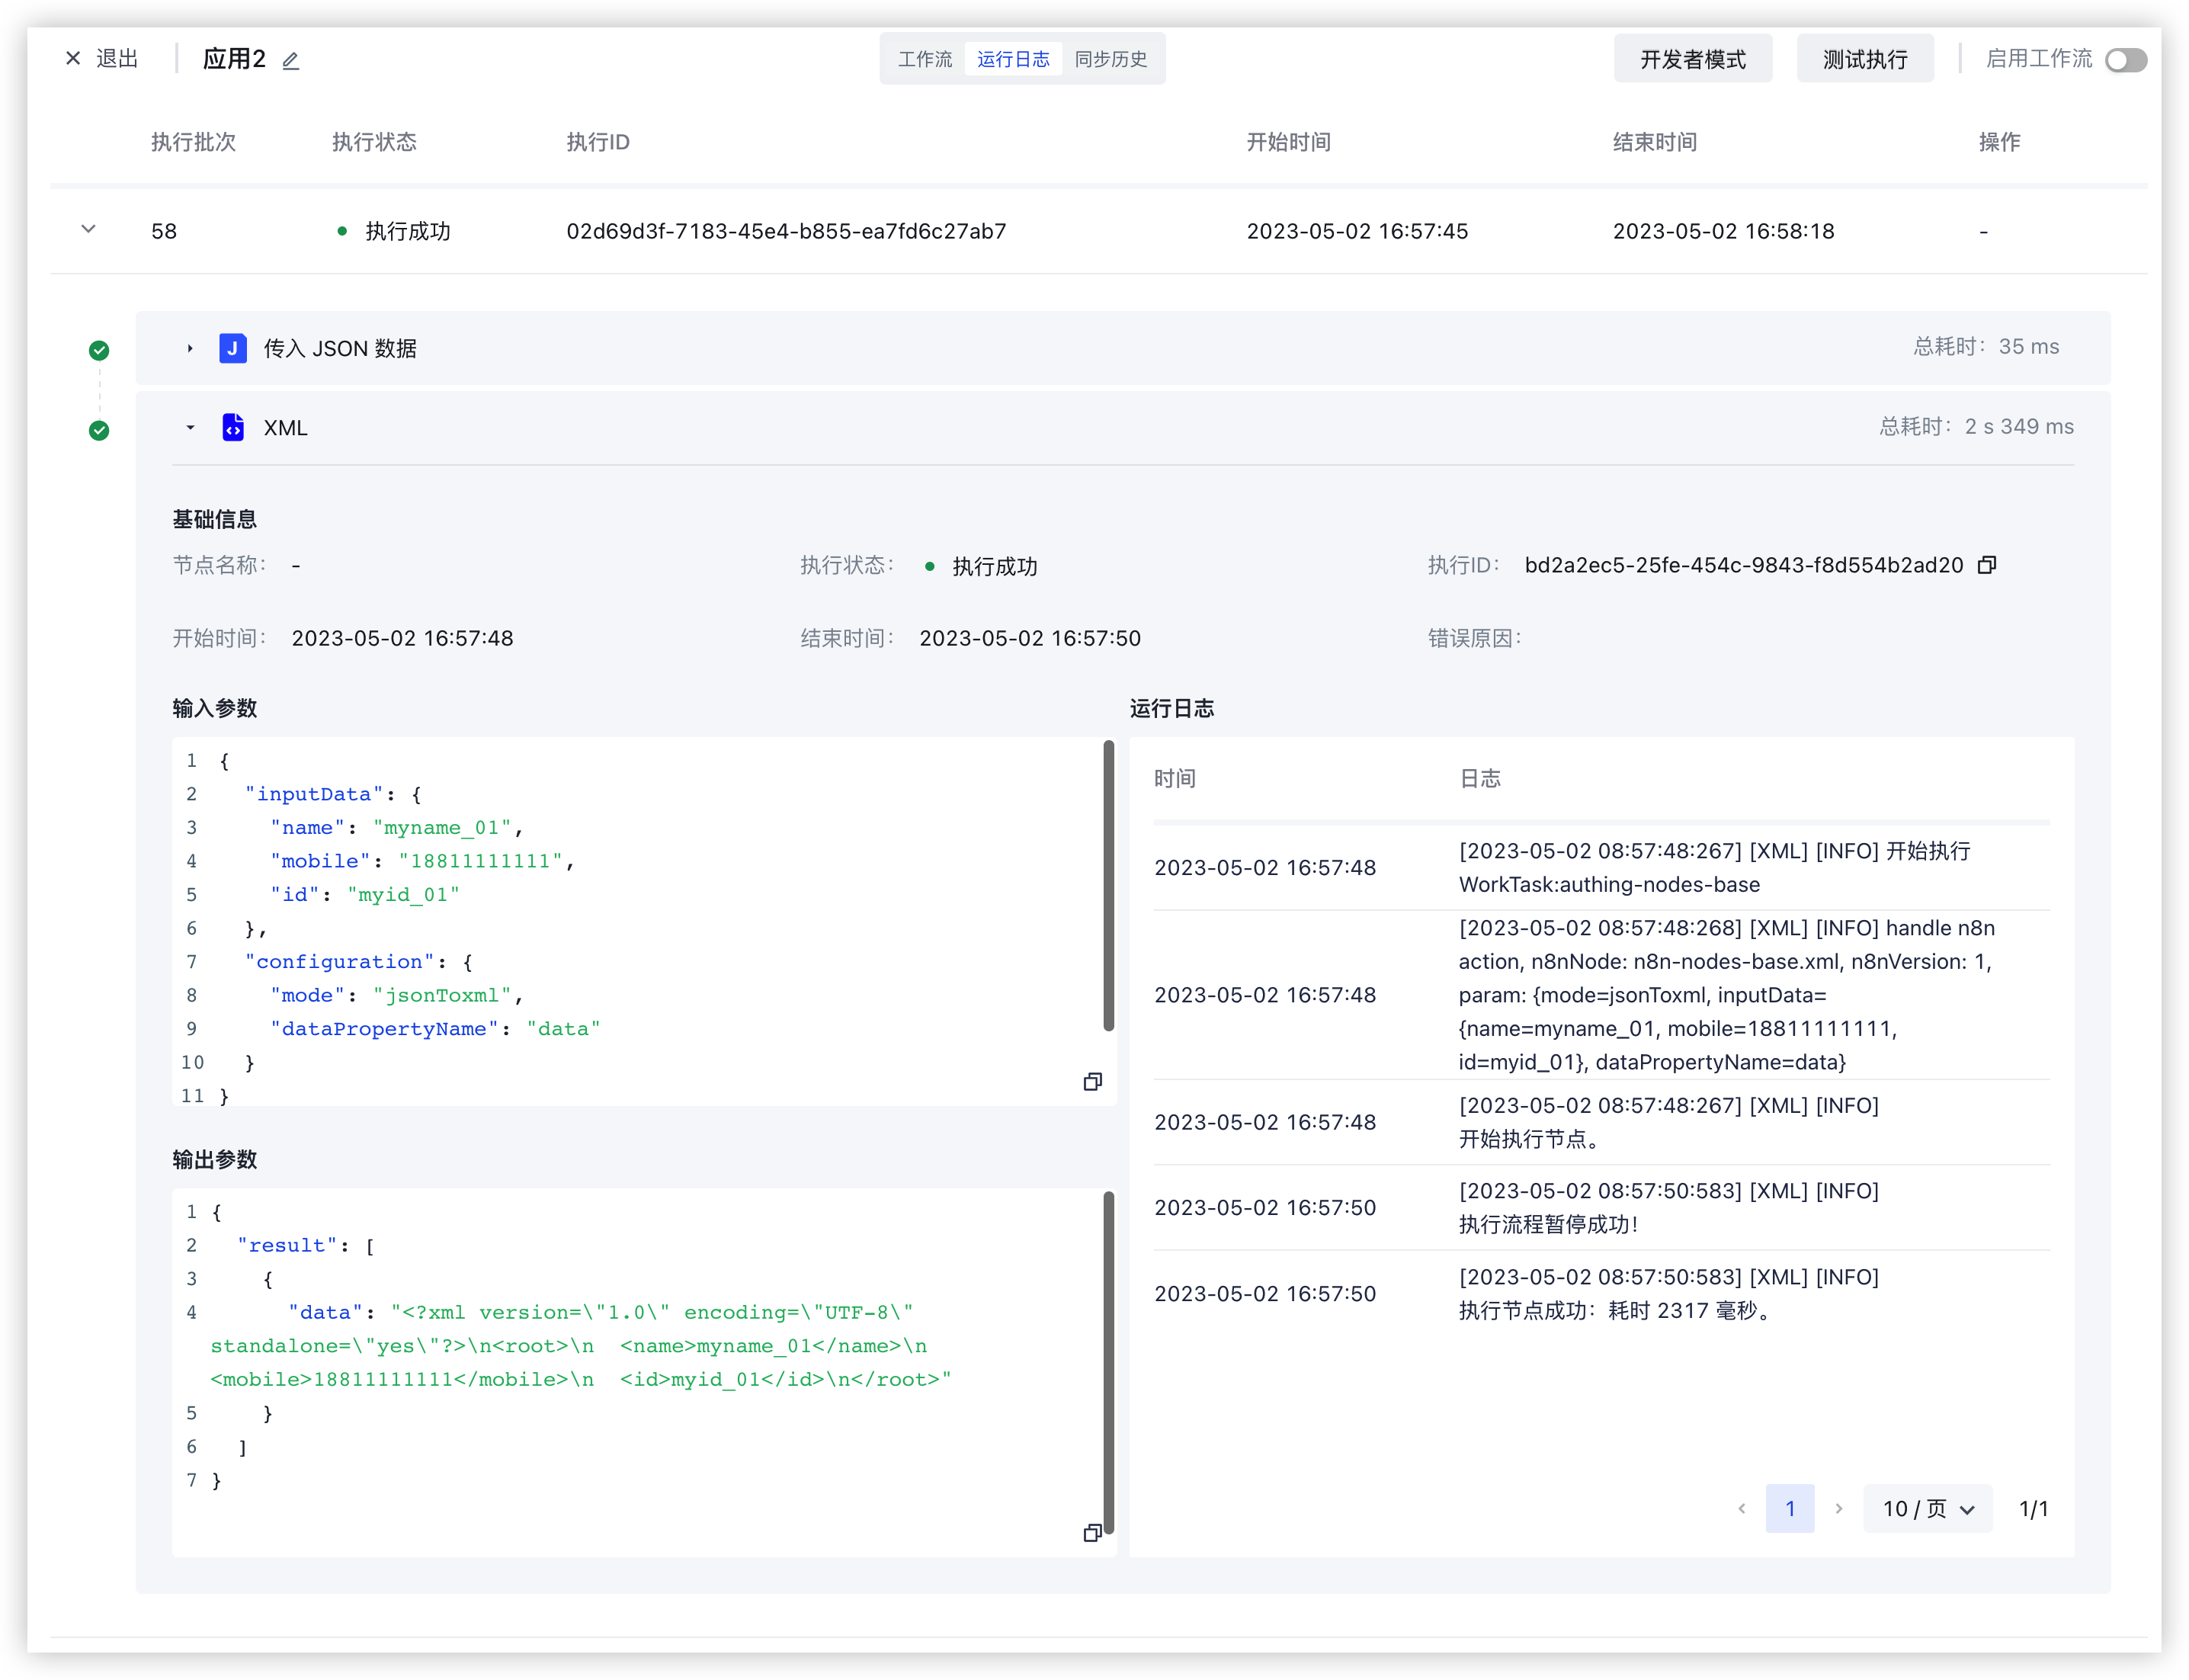 退出 应用2 工作流 运行日志 同步历史 开发者模式 测试执行 启用工作流
执行批次 执行状态 执行ID 开始时间 结束时间 操作
58 执行成功 02d69d3f-7183-45e4-b855-ea7fd6c27ab7 2023-05-02 16:57:45 2023-05-02 16:58:18 -
J 传入 JSON 数据 总耗时：35 ms
XML 总耗时：2 s 349 ms
基础信息
节点名称： - 执行状态： 执行成功 执行ID： bd2a2ec5-25fe-454c-9843-f8d554b2ad20
开始时间： 2023-05-02 16:57:48 结束时间： 2023-05-02 16:57:50 错误原因：
输入参数
1 {
2   "inputData": {
3     "name": "myname_01",
4     "mobile": "18811111111",
5     "id": "myid_01"
6   },
7   "configuration": {
8     "mode": "jsonToxml",
9     "dataPropertyName": "data"
10   }
11 }
输出参数
1 {
2   "result": [
3     {
4       "data": "<?xml version=\"1.0\" encoding=\"UTF-8\"
standalone=\"yes\"?>\n<root>\n  <name>myname_01</name>\n
<mobile>18811111111</mobile>\n  <id>myid_01</id>\n</root>"
5     }
6   ]
7 }
运行日志
时间 日志
2023-05-02 16:57:48 [2023-05-02 08:57:48:267] [XML] [INFO] 开始执行
WorkTask:authing-nodes-base
2023-05-02 16:57:48 [2023-05-02 08:57:48:268] [XML] [INFO] handle n8n
action, n8nNode: n8n-nodes-base.xml, n8nVersion: 1,
param: {mode=jsonToxml, inputData=
{name=myname_01, mobile=18811111111,
id=myid_01}, dataPropertyName=data}
2023-05-02 16:57:48 [2023-05-02 08:57:48:267] [XML] [INFO]
开始执行节点。
2023-05-02 16:57:50 [2023-05-02 08:57:50:583] [XML] [INFO]
执行流程暂停成功！
2023-05-02 16:57:50 [2023-05-02 08:57:50:583] [XML] [INFO]
执行节点成功：耗时 2317 毫秒。
1 10 / 页 1/1